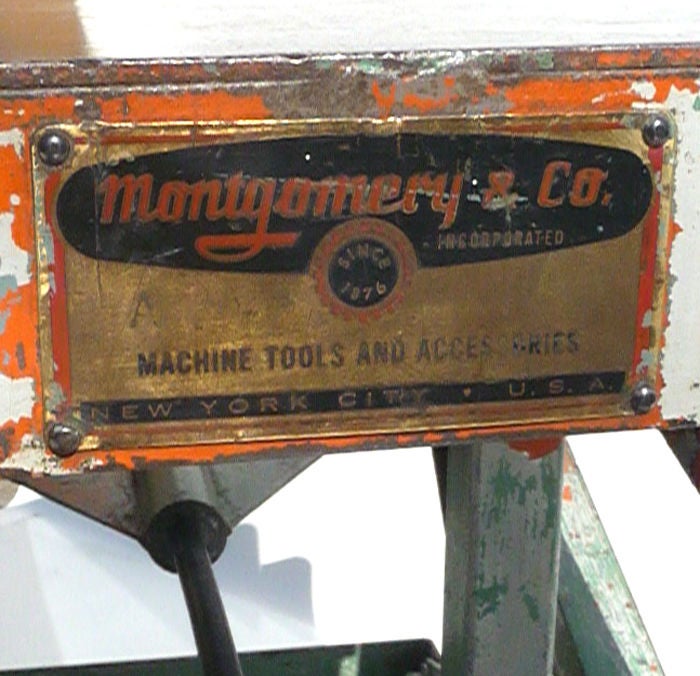 Montgomery & Co.
INCORPORATED
SINCE
1876
MACHINE TOOLS AND ACCESSORIES
NEW YORK CITY • U.S.A.